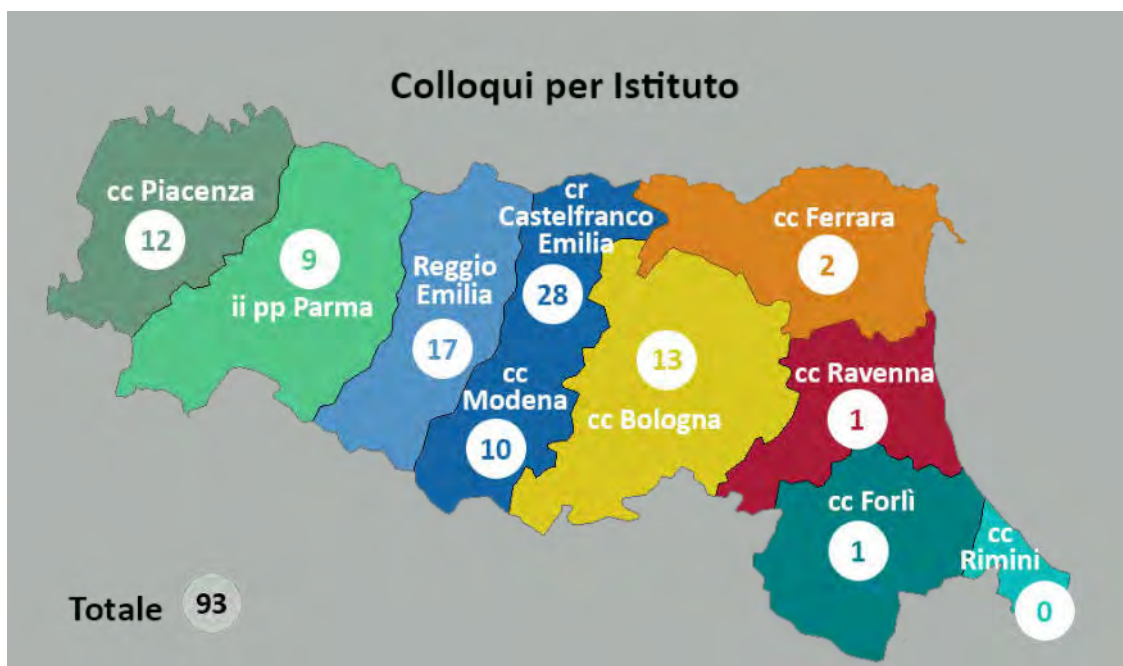 Colloqui per Istituto
cc Piacenza
12
9
ii pp Parma
Reggio
Emilia
17
cr
Castelfranco
Emilia
28
cc
Modena
10
13
cc Bologna
cc Ferrara
2
cc Ravenna
1
cc Forlì
1
cc
Rimini
0
Totale 93